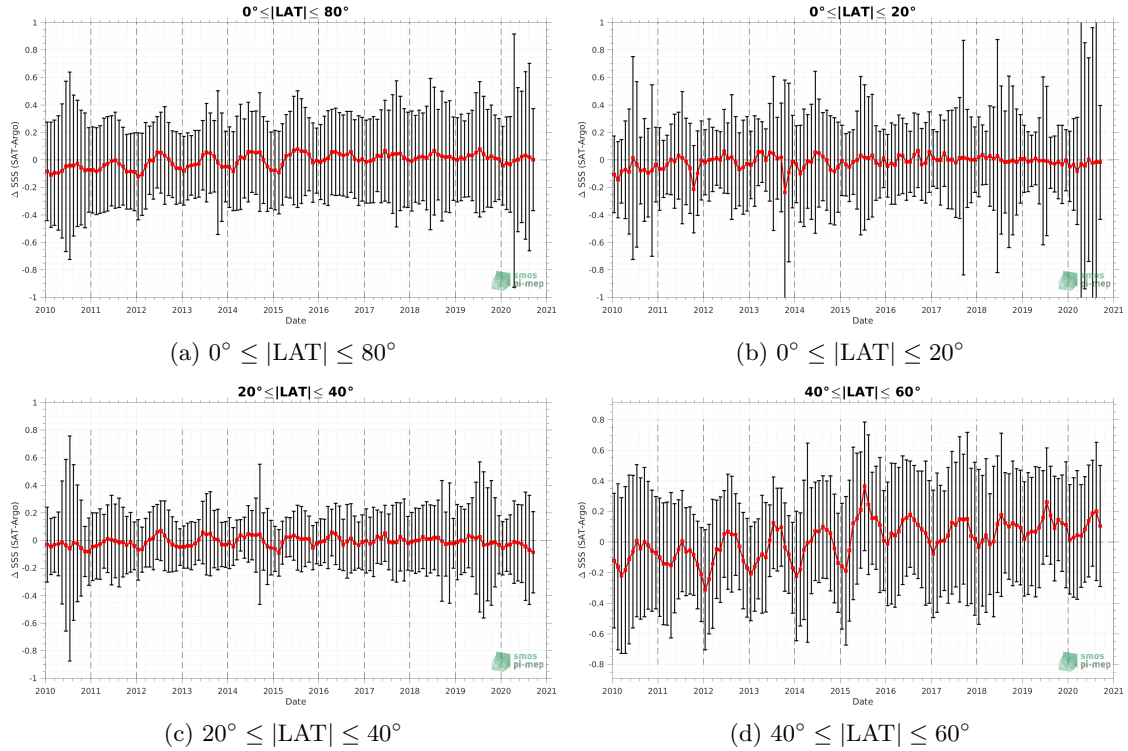 0°≤|LAT|≤ 80°
1
0.8
0.6
0.4
0.2
0
-0.2
-0.4
-0.6
-0.8
-1
Δ SSS (SAT-Argo)
2010 2011 2012 2013 2014 2015 2016 2017 2018 2019 2020 2021
Date
smos
pi-mep
(a) 0° ≤ |LAT| ≤ 80°
0°≤|LAT|≤ 20°
1
0.8
0.6
0.4
0.2
0
-0.2
-0.4
-0.6
-0.8
-1
Δ SSS (SAT-Argo)
2010 2011 2012 2013 2014 2015 2016 2017 2018 2019 2020 2021
Date
smos
pi-mep
(b) 0° ≤ |LAT| ≤ 20°
20°≤|LAT|≤ 40°
1
0.8
0.6
0.4
0.2
0
-0.2
-0.4
-0.6
-0.8
-1
Δ SSS (SAT-Argo)
2010 2011 2012 2013 2014 2015 2016 2017 2018 2019 2020 2021
Date
smos
pi-mep
(c) 20° ≤ |LAT| ≤ 40°
40°≤|LAT|≤ 60°
0.8
0.6
0.4
0.2
0
-0.2
-0.4
-0.6
-0.8
Δ SSS (SAT-Argo)
2010 2011 2012 2013 2014 2015 2016 2017 2018 2019 2020 2021
Date
smos
pi-mep
(d) 40° ≤ |LAT| ≤ 60°